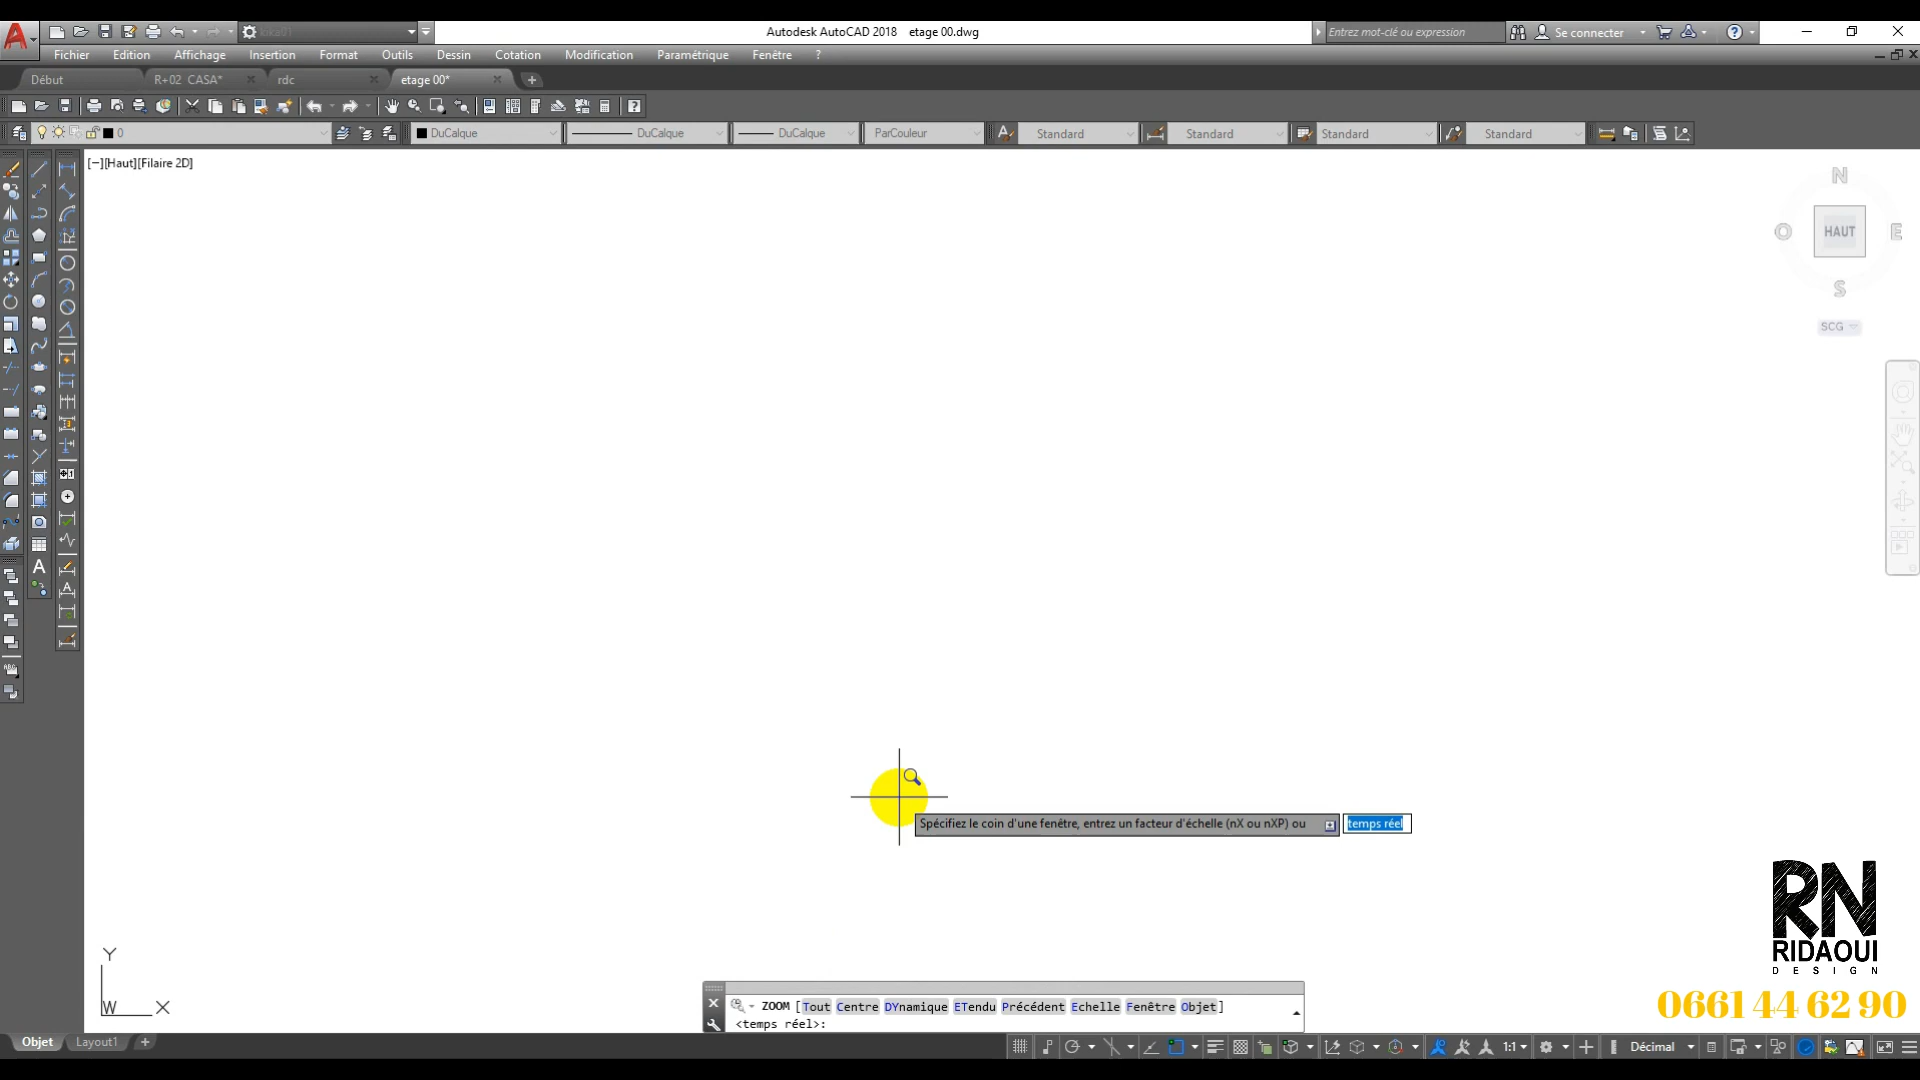 Autodesk AutoCAD 2018 etage 00.dwg
Entrez mot-clé ou expression
Se connecter
Fichier Edition Affichage Insertion Format Outils Dessin Cotation Modification Paramétrique Fenêtre ?
Début R+02 CASA* rdc etage 00*
0 DuCalque DuCalque DuCalque ParCouleur Standard Standard Standard Standard
[−][Haut][Filaire 2D]
N
O HAUT E
S
SCG
Spécifiez le coin d'une fenêtre, entrez un facteur d'échelle (nX ou nXP) ou temps réel
RN
RIDAOUI
DESIGN
0661 44 62 90
Y
W X
ZOOM [Tout Centre DYnamique ETendu Précédent Echelle Fenêtre Objet]
<temps réel>:
Objet Layout1 +
1:1 Décimal